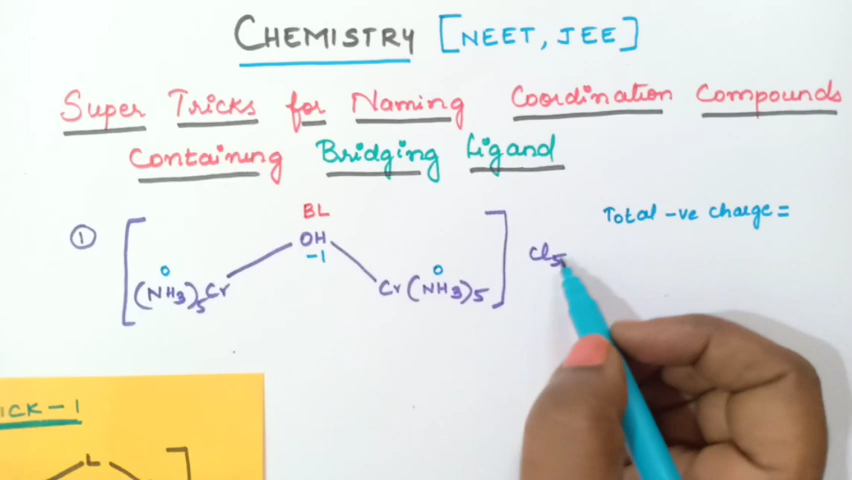 CHEMISTRY [NEET, JEE]
Super Tricks for Naming Coordination Compounds
Containing Bridging Ligand
BL
① [(NH3)5Cr OH Cr(NH3)5] Cl5
Total -ve charge =
0 -1 0
ICK-1
L